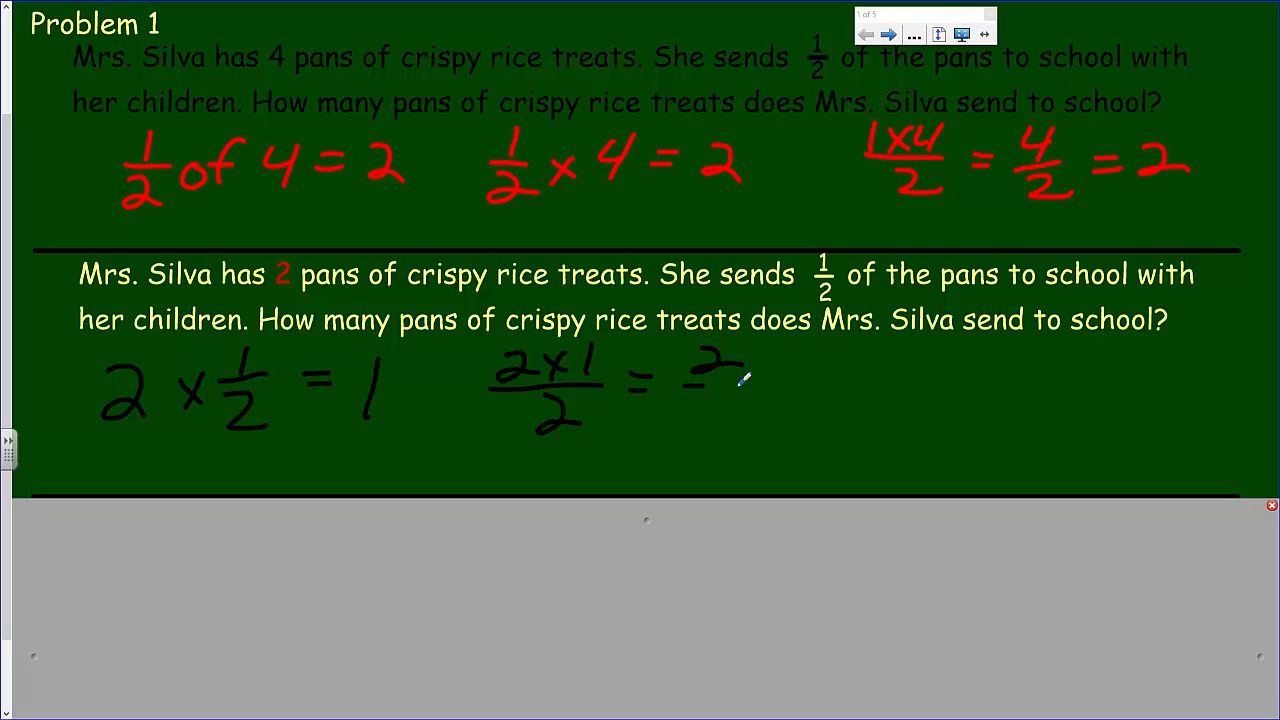 Problem 1
1 of 5
Mrs. Silva has 4 pans of crispy rice treats. She sends 1/2 of the pans to school with
her children. How many pans of crispy rice treats does Mrs. Silva send to school?
1/2 of 4 = 2 1/2 x 4 = 2 1x4/2 = 4/2 = 2
Mrs. Silva has 2 pans of crispy rice treats. She sends 1/2 of the pans to school with
her children. How many pans of crispy rice treats does Mrs. Silva send to school?
2 x 1/2 = 1 2x1/2 = 2